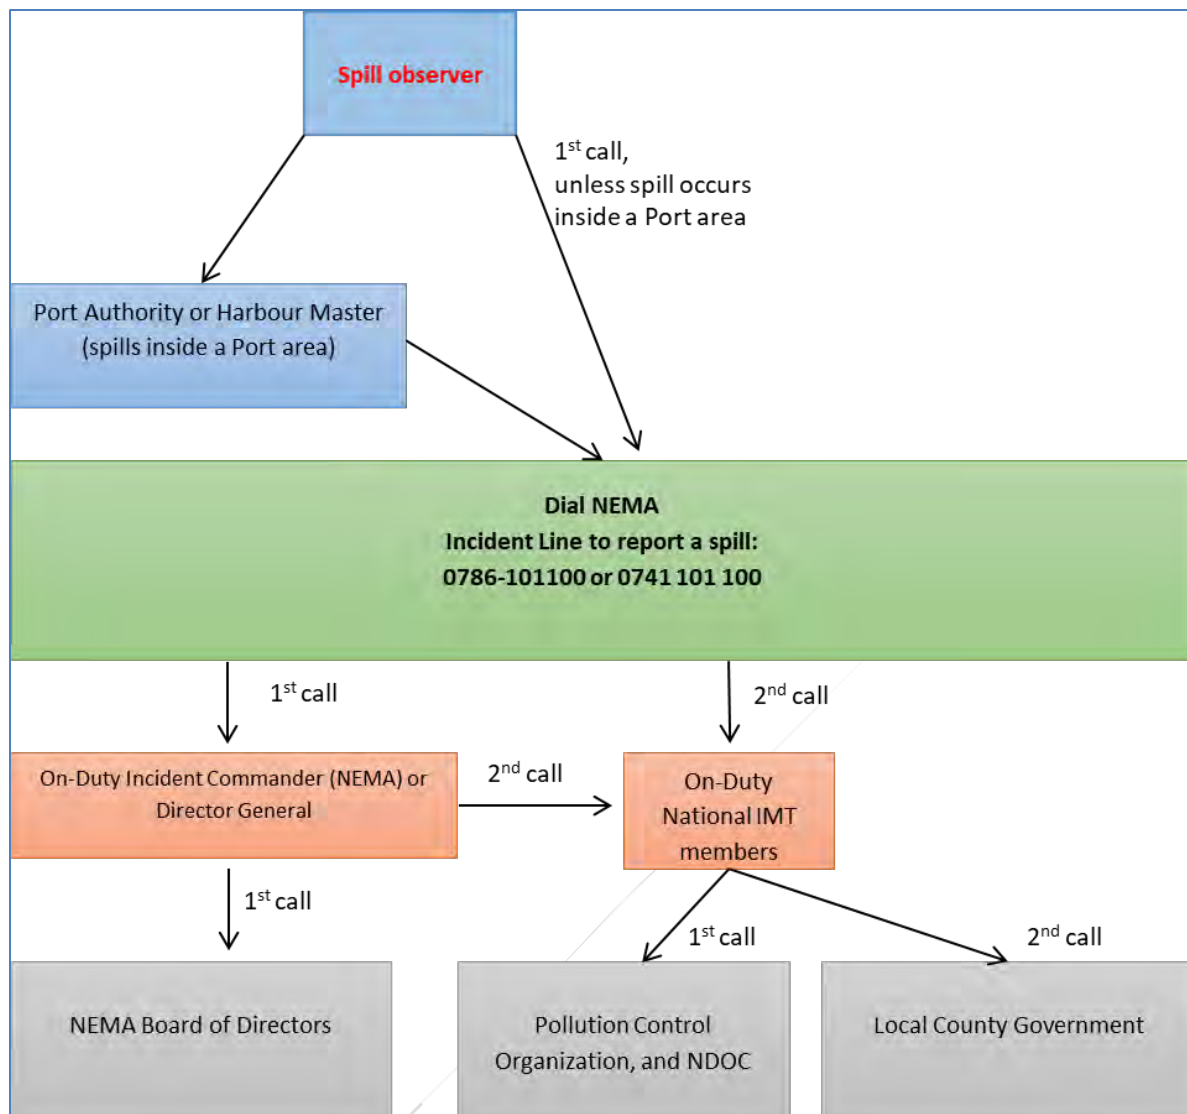 Spill observer
1st call,
unless spill occurs
inside a Port area
Port Authority or Harbour Master
(spills inside a Port area)
Dial NEMA
Incident Line to report a spill:
0786-101100 or 0741 101 100
1st call
2nd call
On-Duty Incident Commander (NEMA) or
Director General
2nd call
On-Duty
National IMT
members
1st call
1st call
2nd call
NEMA Board of Directors
Pollution Control
Organization, and NDOC
Local County Government